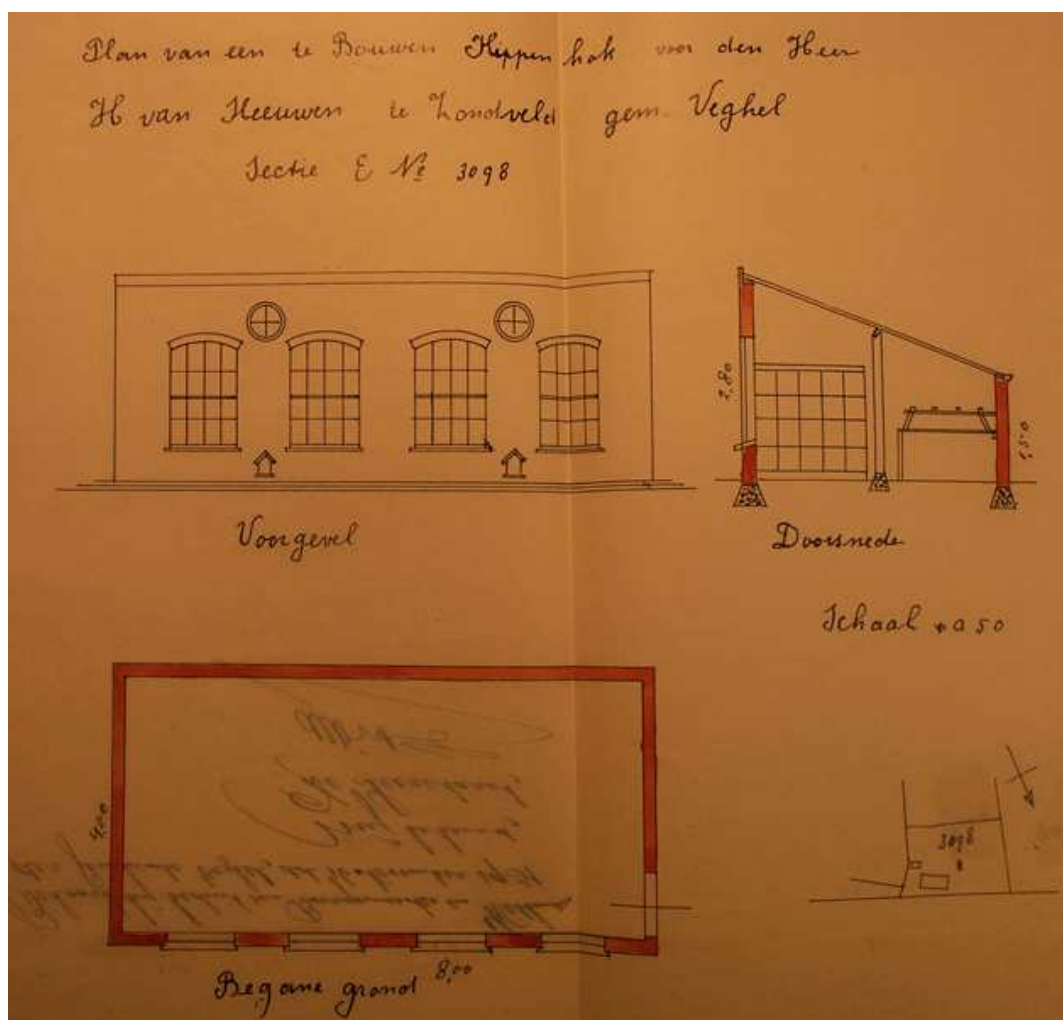 Plan van een te Bouwen Kippen hok voor den Heer
H van Heeuwen te Zondveld gem. Veghel
Sectie E No 3098
2,80
1,50
Voorgevel
Doorsnede
Schaal a 50
4,00
3098
8,00
Begane grond